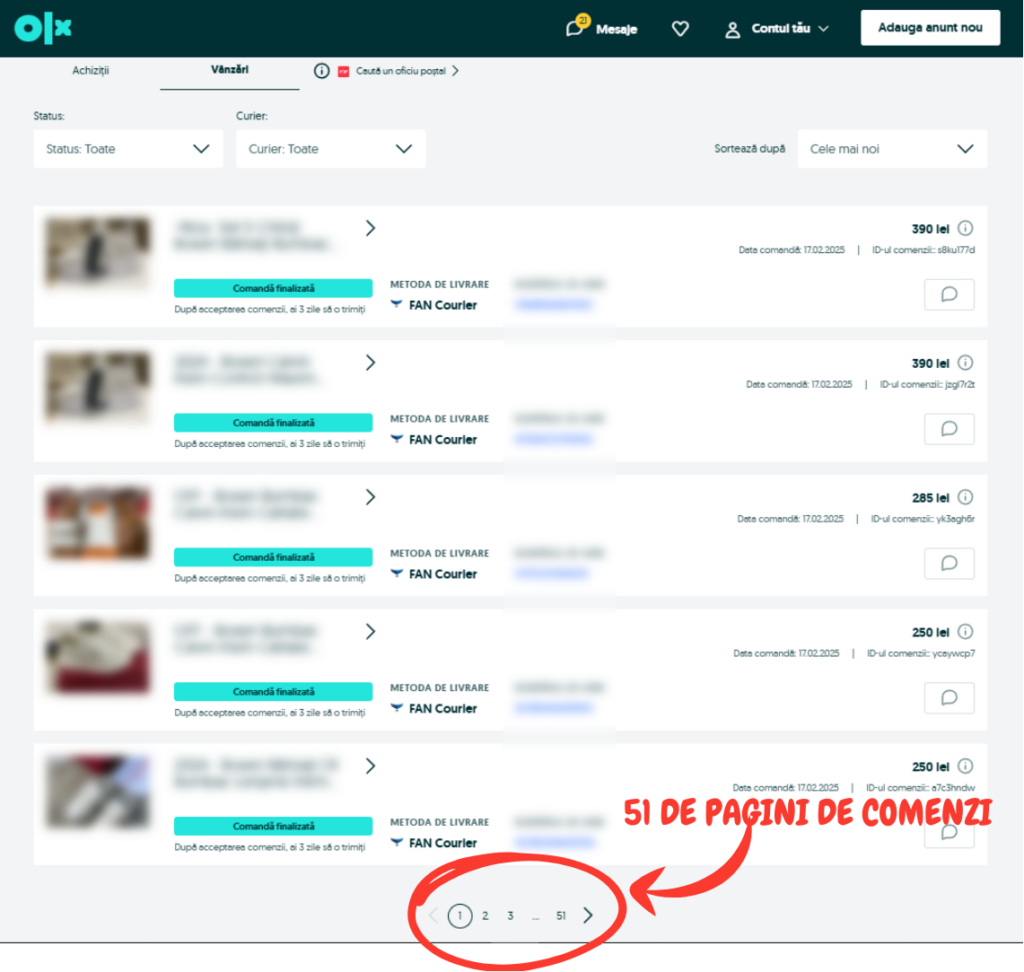 olx
21
Mesaje
Contul tău
Adauga anunt nou
Achiziții
Vânzări
Caută un oficiu poștal
Status:
Curier:
Status: Toate
Curier: Toate
Sortează după
Cele mai noi
390 lei
Data comandă: 17.02.2025 | ID-ul comenzii:: s8ku177d
Comandă finalizată
După acceptarea comenzii, ai 3 zile să o trimiți
METODA DE LIVRARE
FAN Courier
390 lei
Data comandă: 17.02.2025 | ID-ul comenzii:: jzgl7r2t
Comandă finalizată
După acceptarea comenzii, ai 3 zile să o trimiți
METODA DE LIVRARE
FAN Courier
285 lei
Data comandă: 17.02.2025 | ID-ul comenzii:: yk3agh6r
Comandă finalizată
După acceptarea comenzii, ai 3 zile să o trimiți
METODA DE LIVRARE
FAN Courier
250 lei
Data comandă: 17.02.2025 | ID-ul comenzii:: ycaywcp7
Comandă finalizată
După acceptarea comenzii, ai 3 zile să o trimiți
METODA DE LIVRARE
FAN Courier
250 lei
Data comandă: 17.02.2025 | ID-ul comenzii:: a7c3hndw
Comandă finalizată
După acceptarea comenzii, ai 3 zile să o trimiți
METODA DE LIVRARE
FAN Courier
51 DE PAGINI DE COMENZI
1 2 3 ... 51